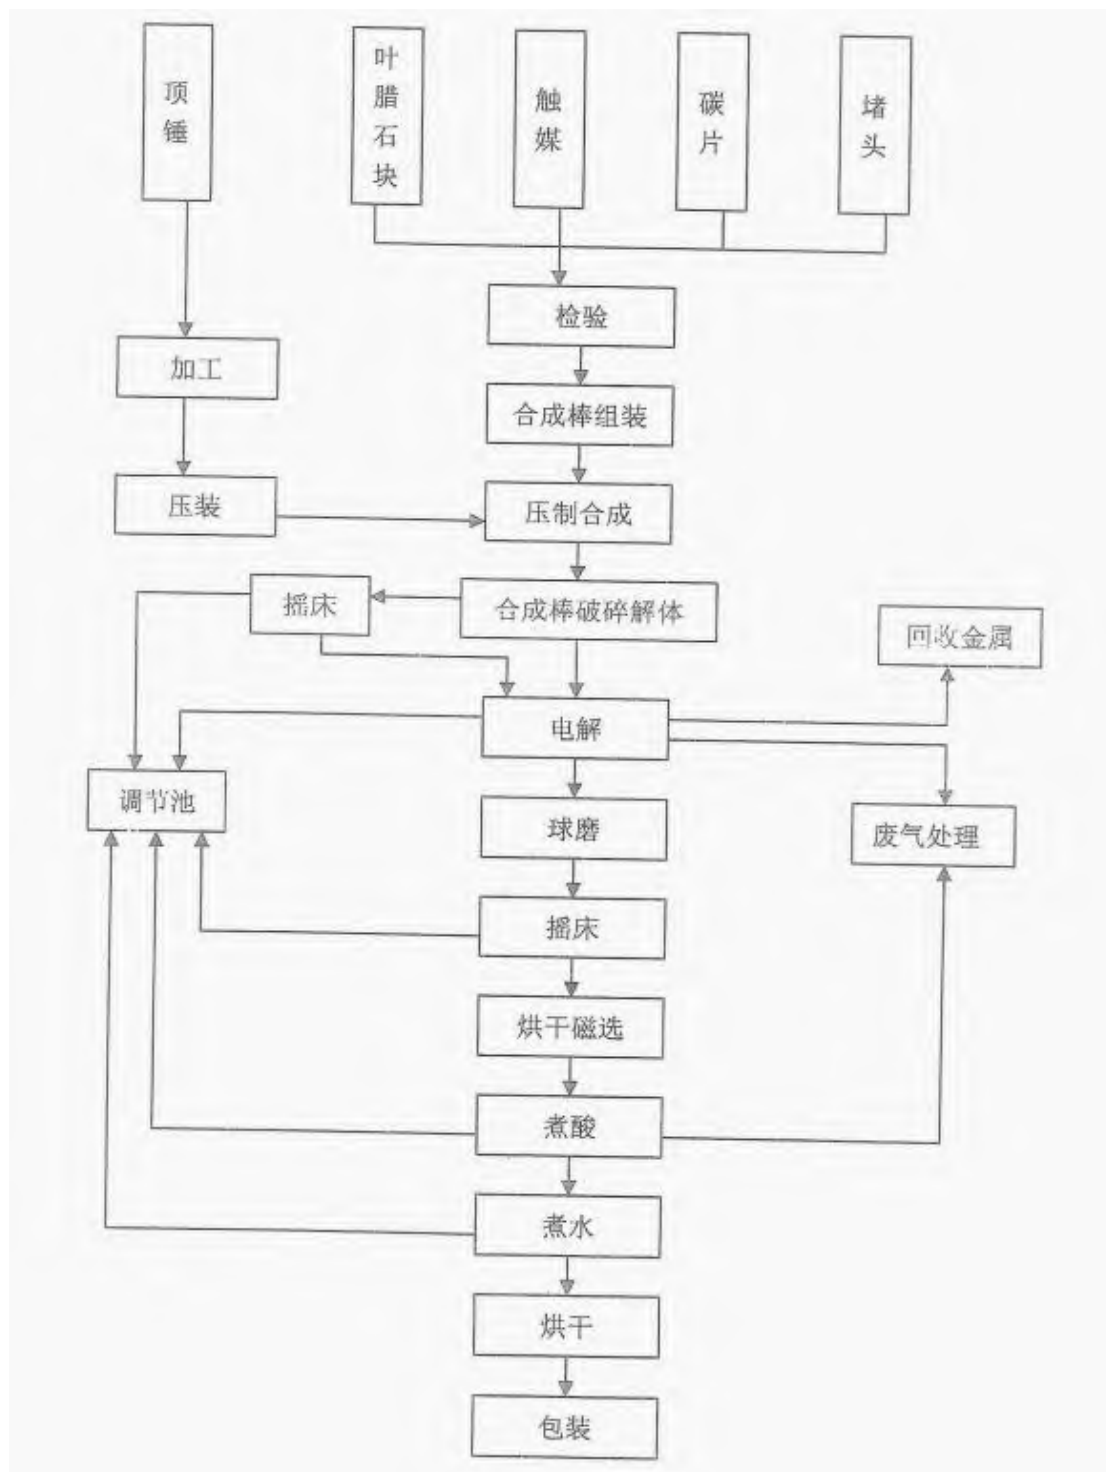 顶锤
叶腊石块
触媒
碳片
堵头
检验
加工
合成棒组装
压装
压制合成
摇床
合成棒破碎解体
回收金属
电解
调节池
球磨
废气处理
摇床
烘干磁选
煮酸
煮水
烘干
包装